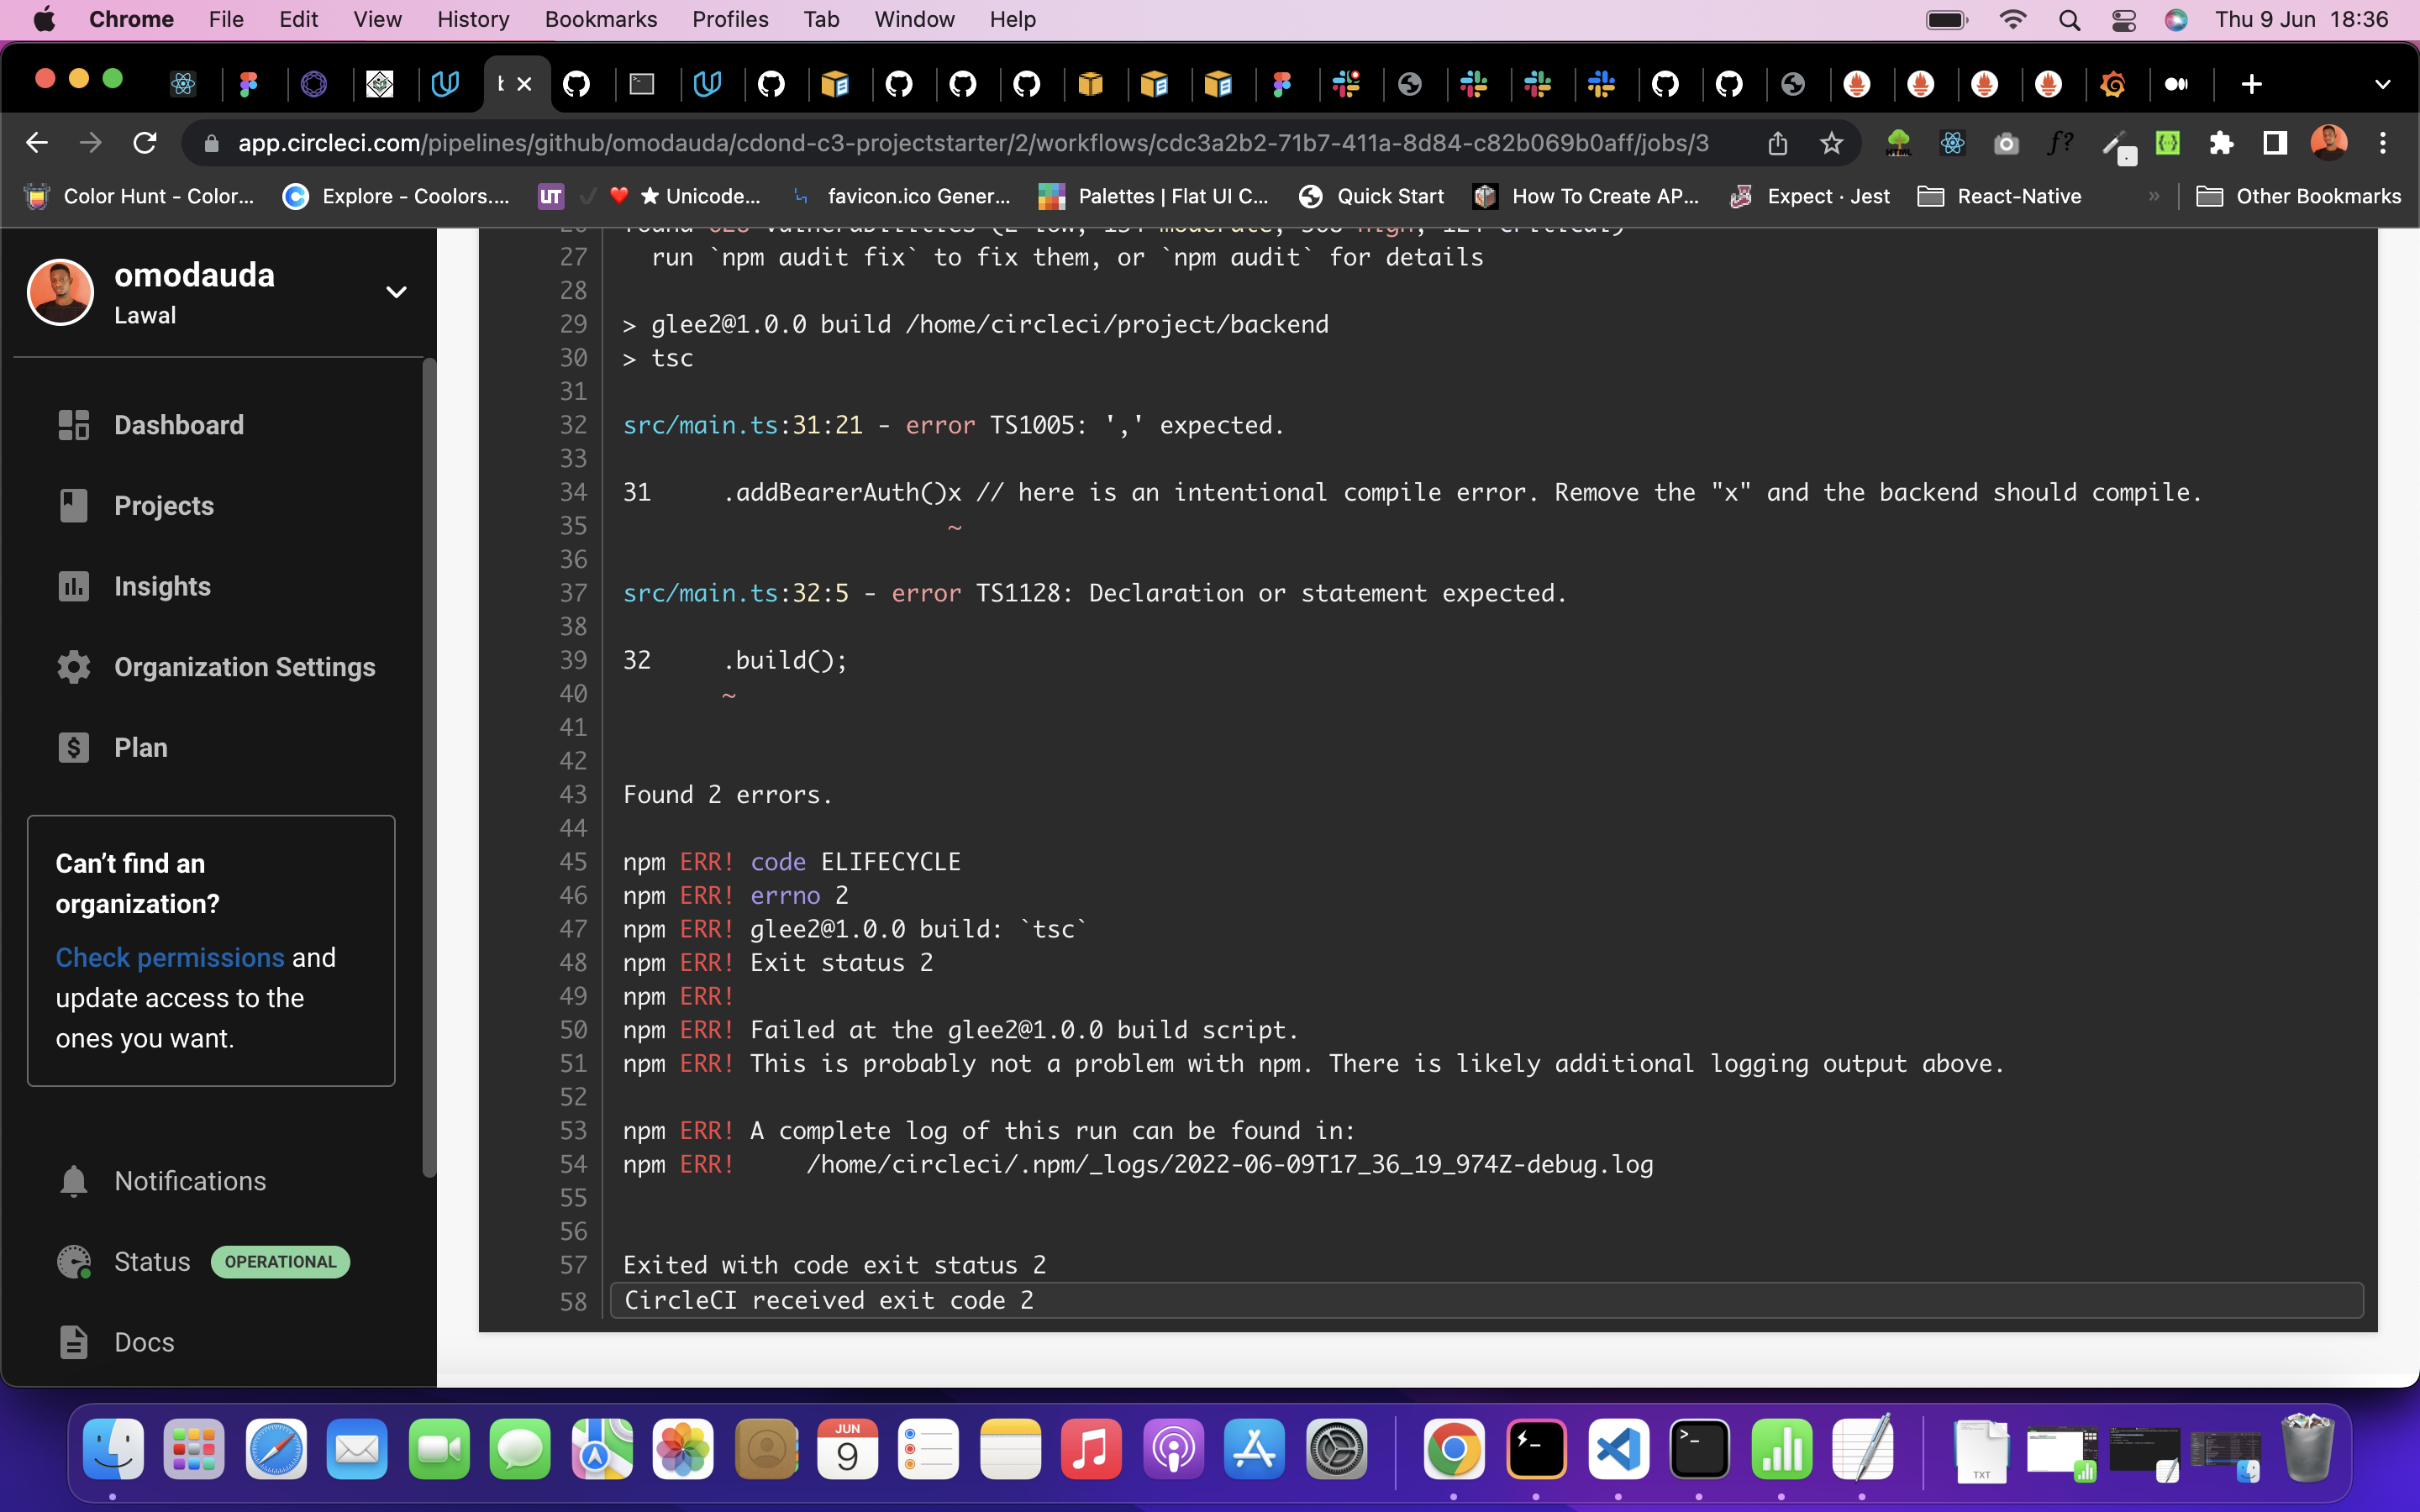 Chrome File Edit View History Bookmarks Profiles Tab Window Help Thu 9 Jun 18:36
app.circleci.com/pipelines/github/omodauda/cdond-c3-projectstarter/2/workflows/cdc3a2b2-71b7-411a-8d84-c82b069b0aff/jobs/3
Color Hunt - Color... Explore - Coolors.... UT ✓ ❤️ ★ Unicode... favicon.ico Gener... Palettes | Flat UI C... Quick Start How To Create AP... Expect · Jest React-Native » Other Bookmarks
omodauda
Lawal
Dashboard
Projects
Insights
Organization Settings
Plan
Can’t find an
organization?
Check permissions and
update access to the
ones you want.
Notifications
Status OPERATIONAL
Docs
27 run `npm audit fix` to fix them, or `npm audit` for details
28
29 > glee2@1.0.0 build /home/circleci/project/backend
30 > tsc
31
32 src/main.ts:31:21 - error TS1005: ',' expected.
33
34 31     .addBearerAuth()x // here is an intentional compile error. Remove the "x" and the backend should compile.
35 ~
36
37 src/main.ts:32:5 - error TS1128: Declaration or statement expected.
38
39 32     .build();
40 ~
41
42
43 Found 2 errors.
44
45 npm ERR! code ELIFECYCLE
46 npm ERR! errno 2
47 npm ERR! glee2@1.0.0 build: `tsc`
48 npm ERR! Exit status 2
49 npm ERR!
50 npm ERR! Failed at the glee2@1.0.0 build script.
51 npm ERR! This is probably not a problem with npm. There is likely additional logging output above.
52
53 npm ERR! A complete log of this run can be found in:
54 npm ERR!     /home/circleci/.npm/_logs/2022-06-09T17_36_19_974Z-debug.log
55
56
57 Exited with code exit status 2
58 CircleCI received exit code 2
JUN
9
TXT